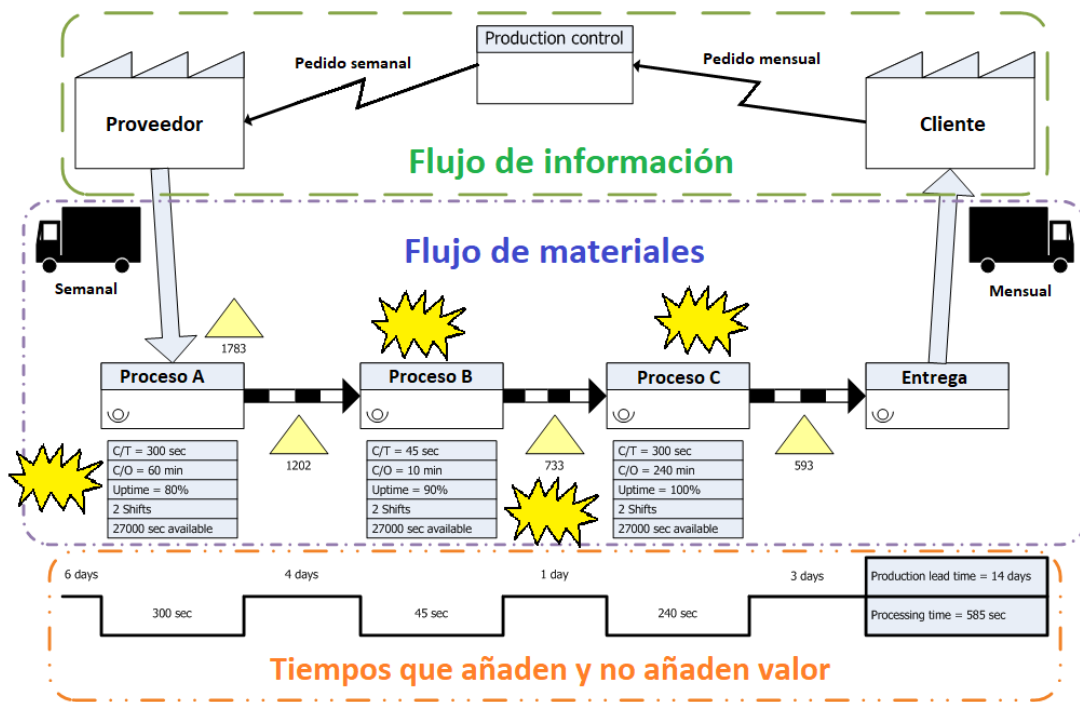 Production control
Pedido semanal
Pedido mensual
Proveedor
Cliente
Flujo de información
Flujo de materiales
Semanal
Mensual
1783
Proceso A
Proceso B
Proceso C
Entrega
1202
733
593
C/T = 300 sec
C/O = 60 min
Uptime = 80%
2 Shifts
27000 sec available
C/T = 45 sec
C/O = 10 min
Uptime = 90%
2 Shifts
27000 sec available
C/T = 300 sec
C/O = 240 min
Uptime = 100%
2 Shifts
27000 sec available
6 days
4 days
1 day
3 days
Production lead time = 14 days
300 sec
45 sec
240 sec
Processing time = 585 sec
Tiempos que añaden y no añaden valor